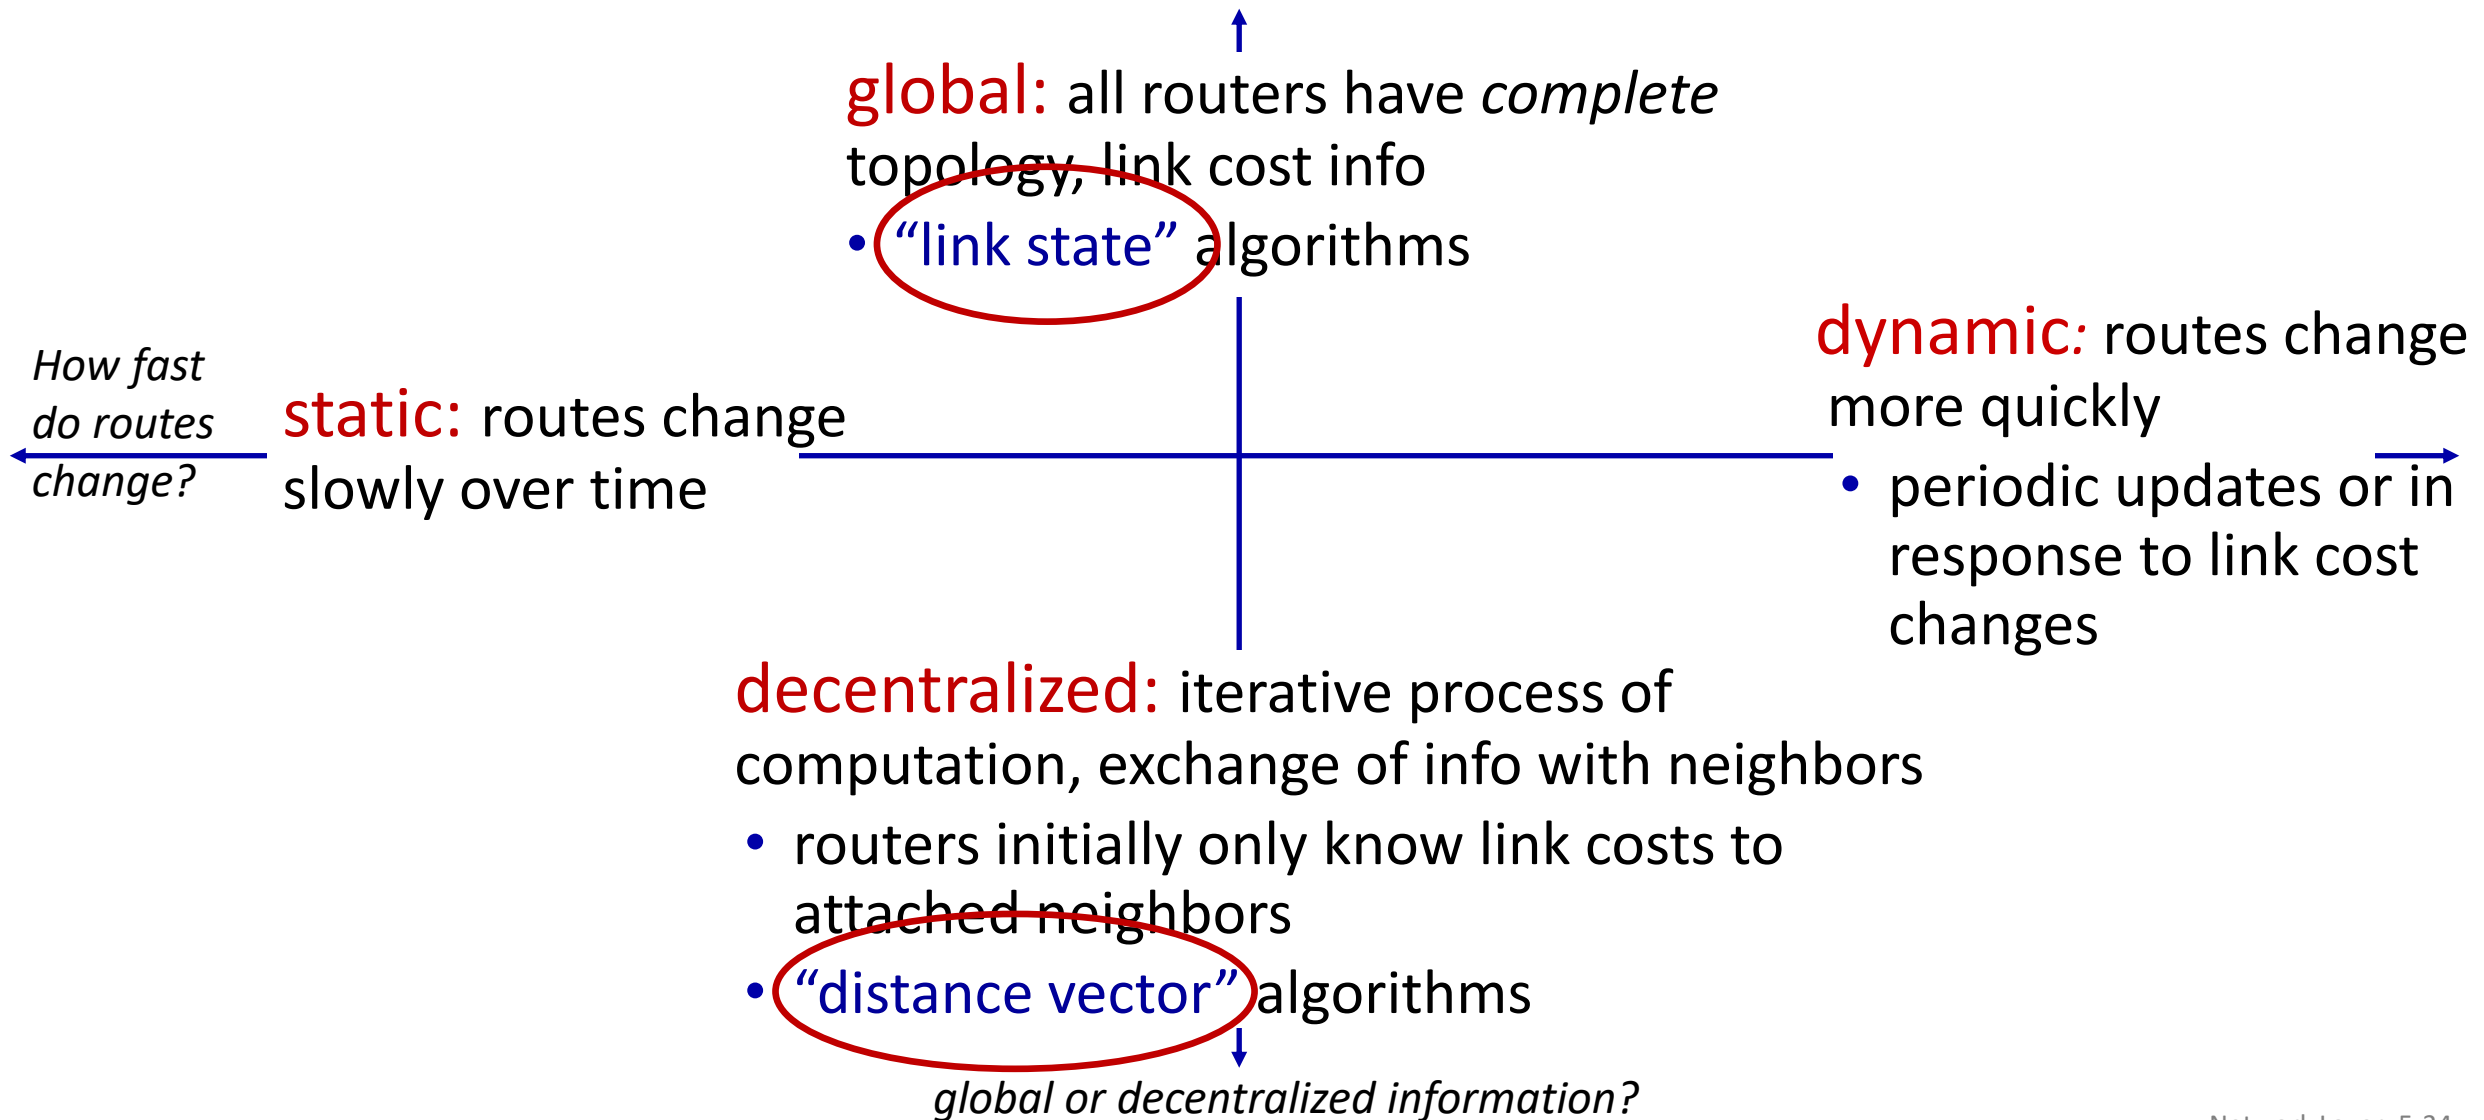 global: all routers have complete
topology, link cost info
• “link state” algorithms
How fast
do routes
change?
static: routes change
slowly over time
dynamic: routes change
more quickly
• periodic updates or in
response to link cost
changes
decentralized: iterative process of
computation, exchange of info with neighbors
• routers initially only know link costs to
attached neighbors
• “distance vector” algorithms
global or decentralized information?